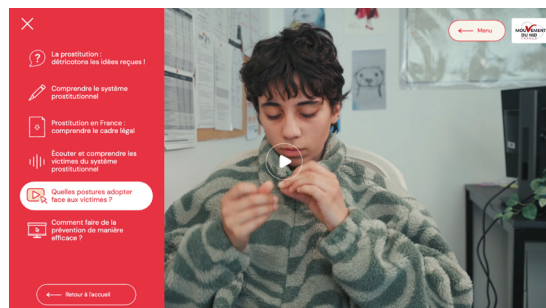 La prostitution :
détricotons les idées reçues !
Comprendre le système
prostitutionnel
Prostitution en France :
comprendre le cadre légal
Écouter et comprendre les
victimes du système
prostitutionnel
Quelles postures adopter
face aux victimes ?
Comment faire de la
prévention de manière
efficace ?
Retour à l'accueil
Menu
MOUVEMENT
DU NID